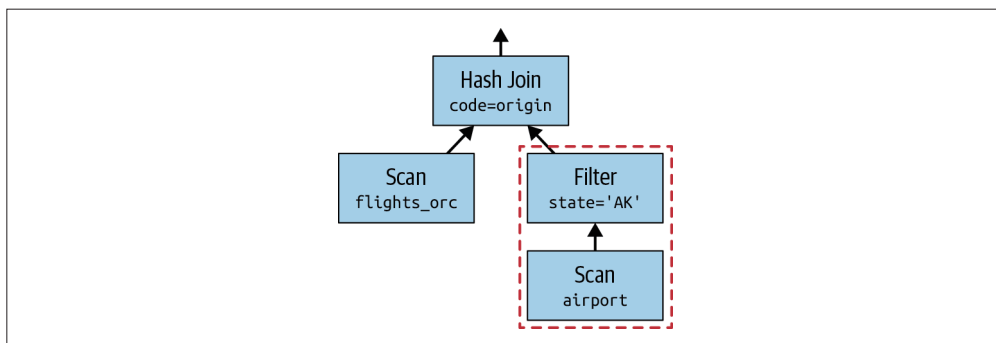 Hash Join
code=origin
Scan
flights_orc
Filter
state='AK'
Scan
airport